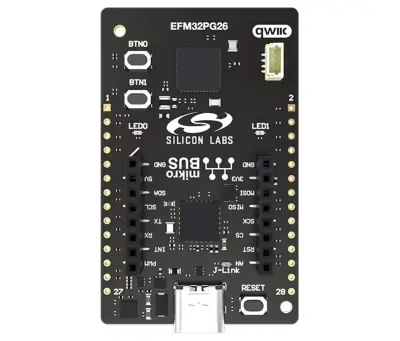 EFM32PG26
qwiic
BTN0
BTN1
1
2
LED0
LED1
SILICON LABS
mikro
BUS
GND
5V
SDA
SCL
TX
RX
INT
PWM
GND
3V3
MOSI
MISO
SCK
CS
RST
AN
J-Link
27
28
RESET